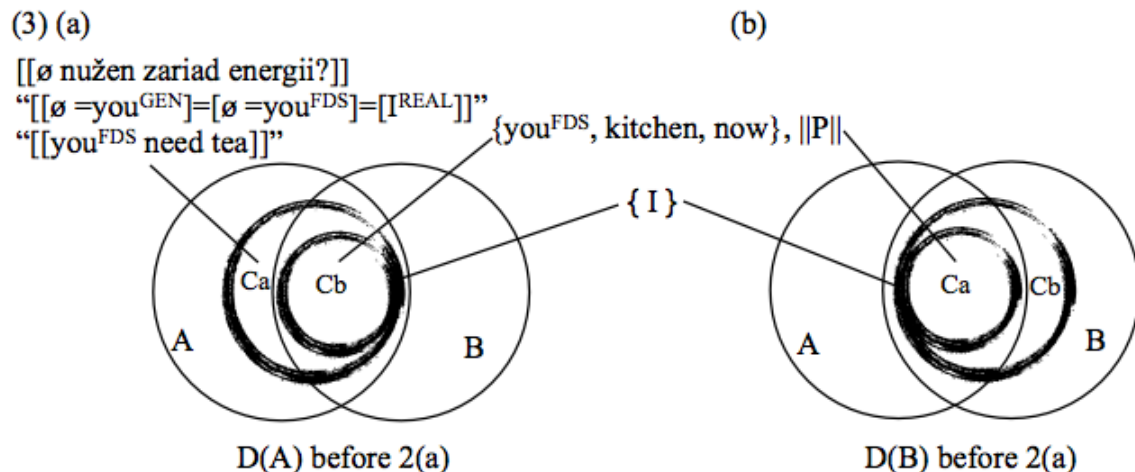 (3) (a)
(b)
[[ø nužen zariad energii?]]
“[[ø =you^GEN]=[ø =you^FDS]=[I^REAL]]”
“[[you^FDS need tea]]”
{you^FDS, kitchen, now}, ||P||
{ I }
Ca
Cb
A
B
Ca
Cb
A
B
D(A) before 2(a)
D(B) before 2(a)